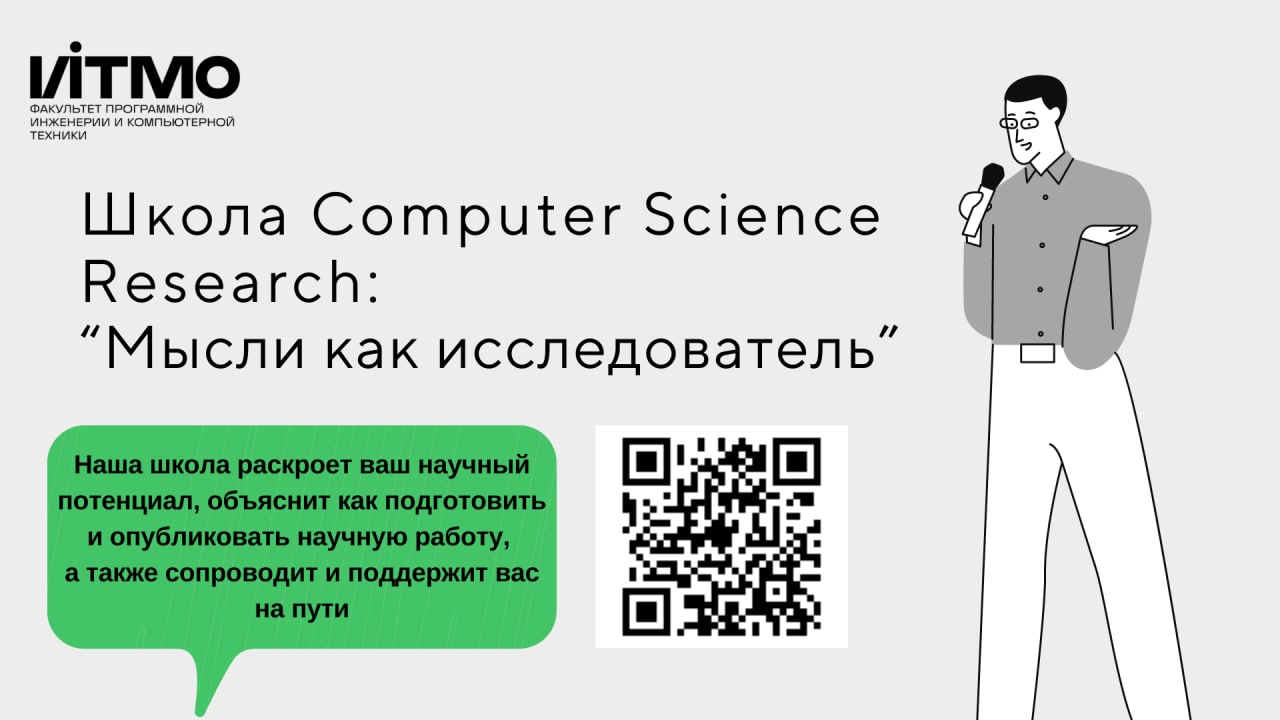 ИТМО
ФАКУЛЬТЕТ ПРОГРАММНОЙ
ИНЖЕНЕРИИ И КОМПЬЮТЕРНОЙ
ТЕХНИКИ
Школа Computer Science
Research:
“Мысли как исследователь”
Наша школа раскроет ваш научный
потенциал, объяснит как подготовить
и опубликовать научную работу,
а также сопроводит и поддержит вас
на пути